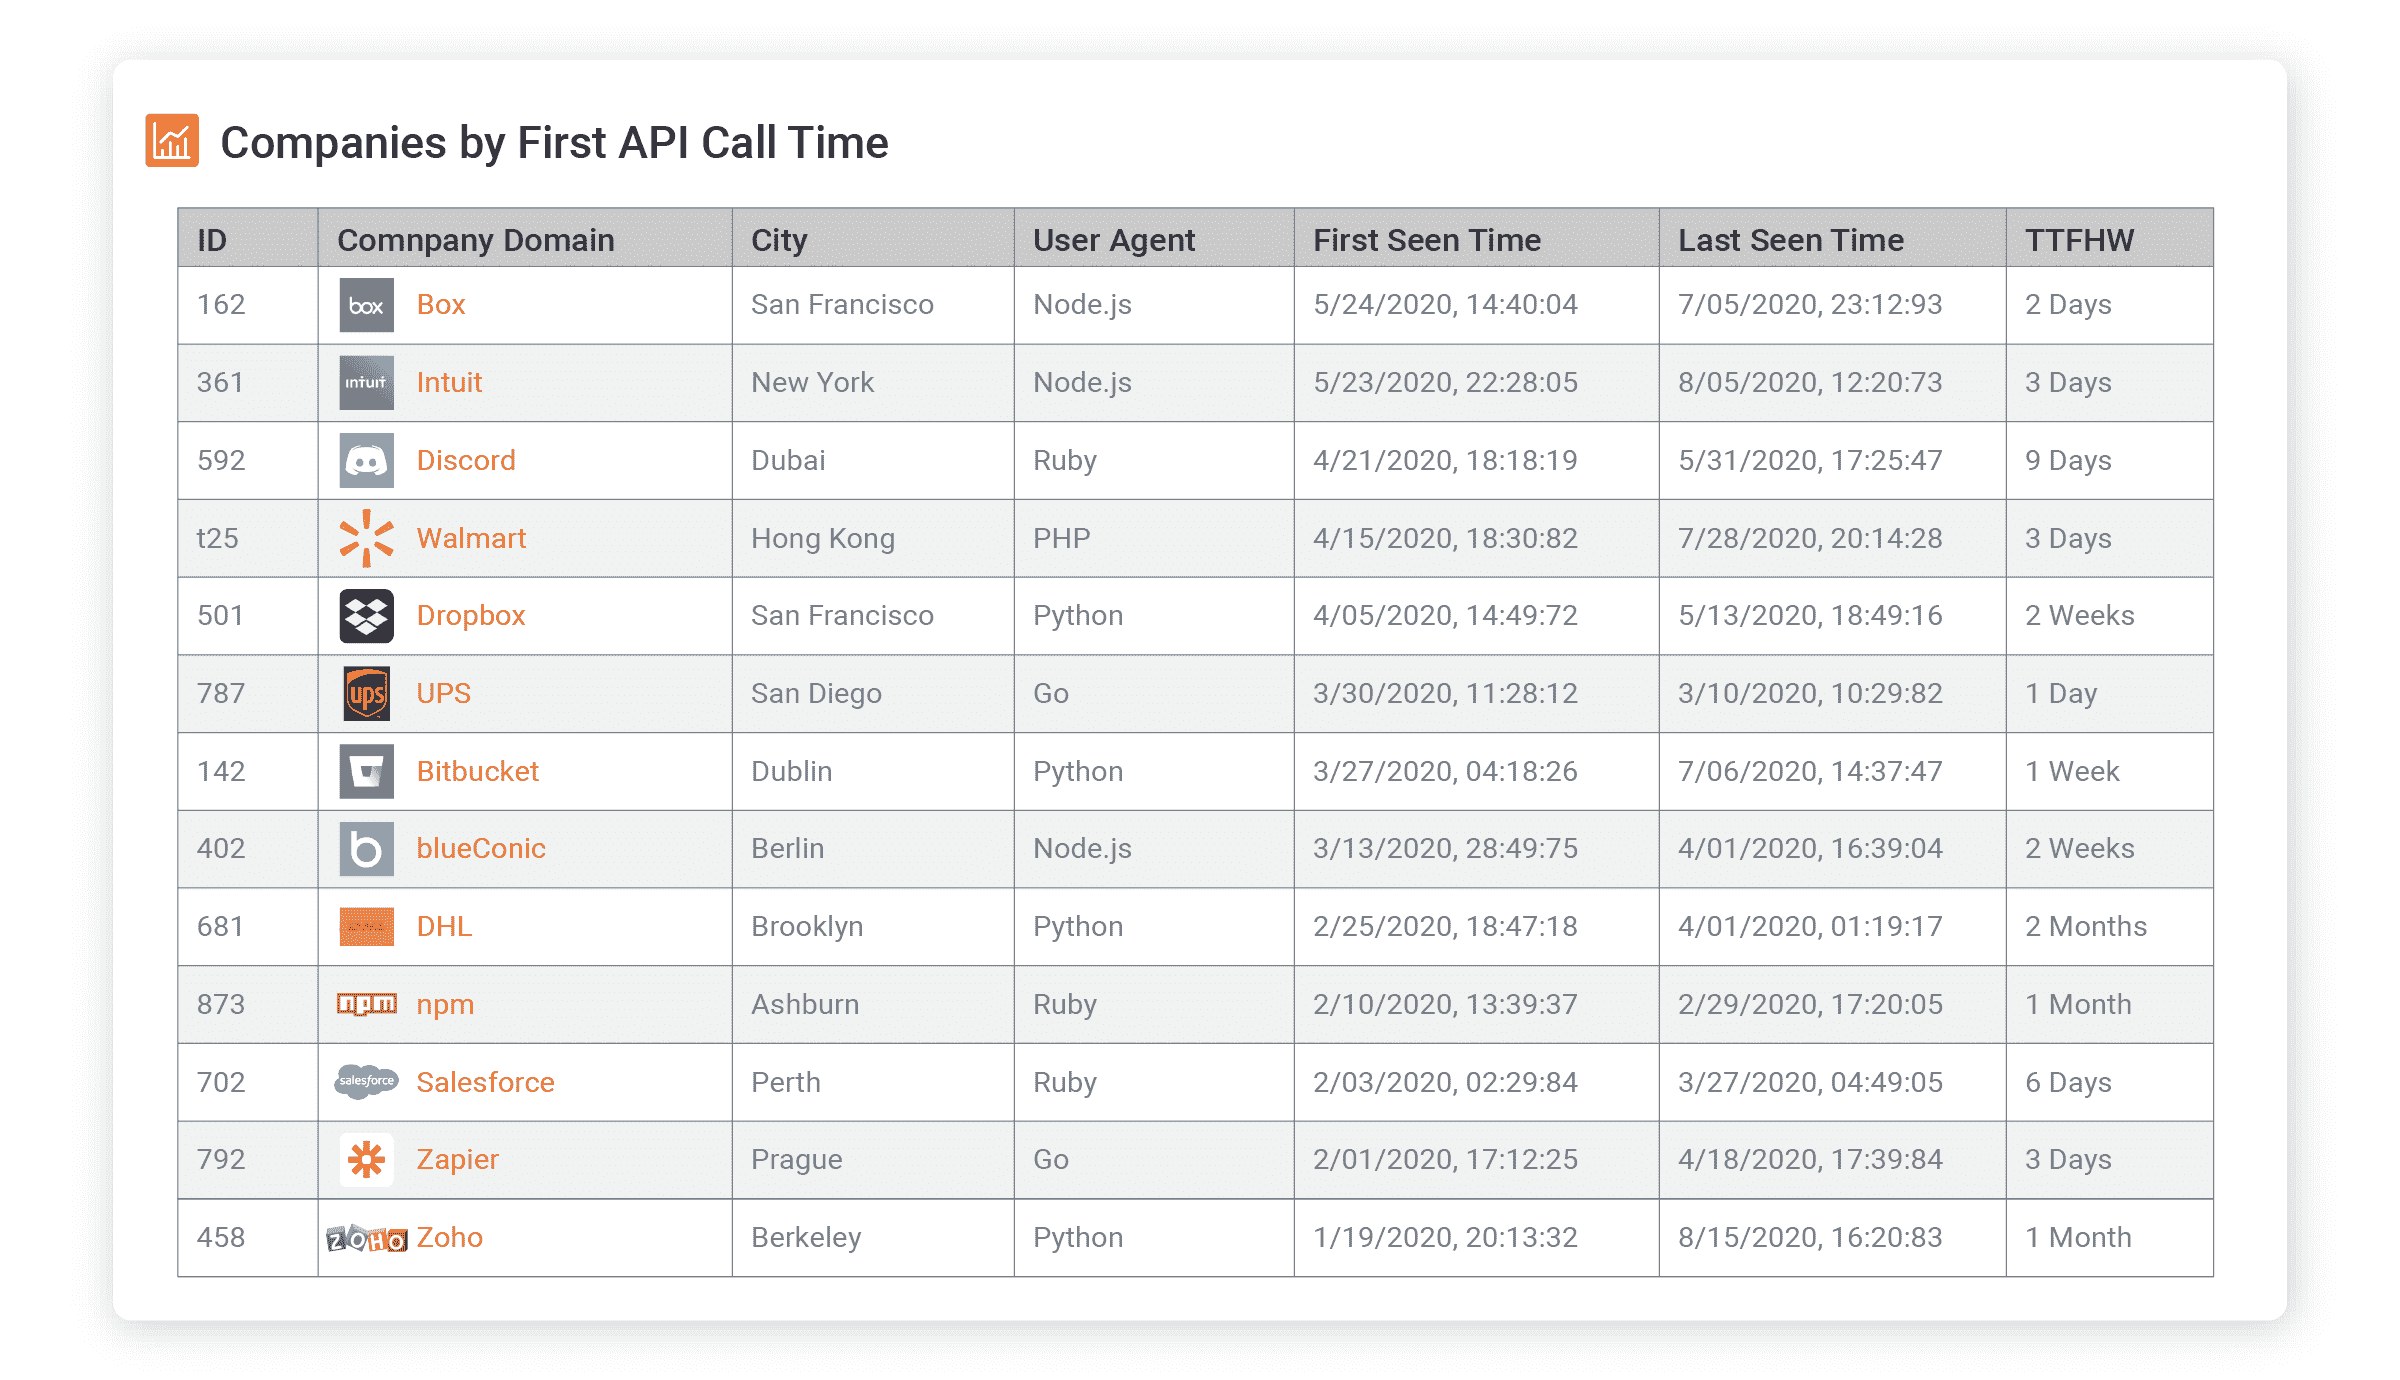 Companies by First API Call Time
ID Comnpany Domain City User Agent First Seen Time Last Seen Time TTFHW
162 box Box San Francisco Node.js 5/24/2020, 14:40:04 7/05/2020, 23:12:93 2 Days
361 intuit Intuit New York Node.js 5/23/2020, 22:28:05 8/05/2020, 12:20:73 3 Days
592 Discord Dubai Ruby 4/21/2020, 18:18:19 5/31/2020, 17:25:47 9 Days
t25 Walmart Hong Kong PHP 4/15/2020, 18:30:82 7/28/2020, 20:14:28 3 Days
501 Dropbox San Francisco Python 4/05/2020, 14:49:72 5/13/2020, 18:49:16 2 Weeks
787 ups UPS San Diego Go 3/30/2020, 11:28:12 3/10/2020, 10:29:82 1 Day
142 Bitbucket Dublin Python 3/27/2020, 04:18:26 7/06/2020, 14:37:47 1 Week
402 b blueConic Berlin Node.js 3/13/2020, 28:49:75 4/01/2020, 16:39:04 2 Weeks
681 DHL Brooklyn Python 2/25/2020, 18:47:18 4/01/2020, 01:19:17 2 Months
873 npm npm Ashburn Ruby 2/10/2020, 13:39:37 2/29/2020, 17:20:05 1 Month
702 salesforce Salesforce Perth Ruby 2/03/2020, 02:29:84 3/27/2020, 04:49:05 6 Days
792 Zapier Prague Go 2/01/2020, 17:12:25 4/18/2020, 17:39:84 3 Days
458 ZOHO Zoho Berkeley Python 1/19/2020, 20:13:32 8/15/2020, 16:20:83 1 Month